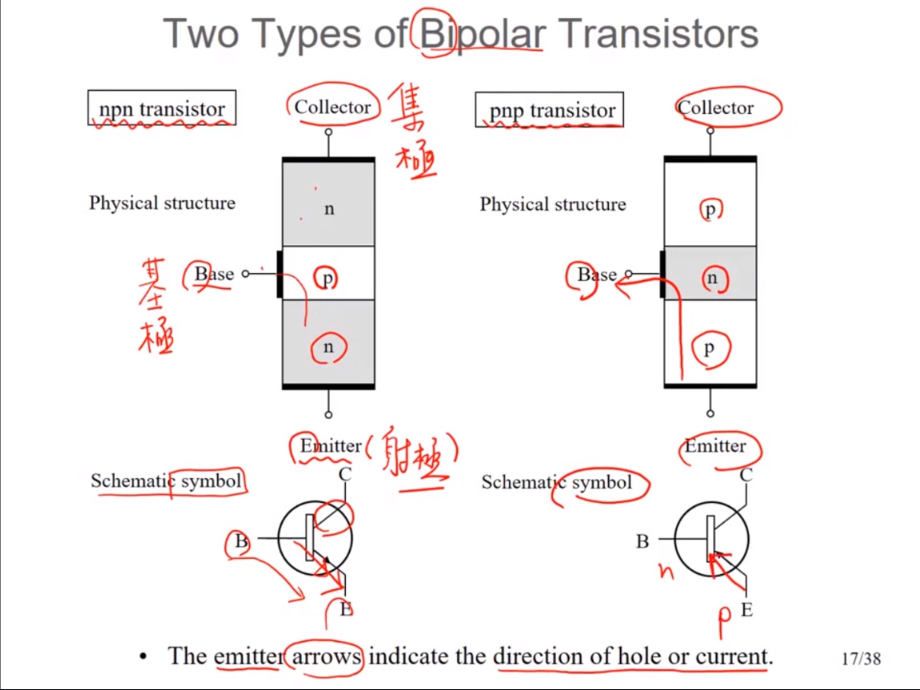 Two Types of Bipolar Transistors
npn transistor
Collector
集極
Physical structure
n
Base
基極
p
n
Emitter
(射極)
Schematic symbol
C
B
E
pnp transistor
Collector
Physical structure
p
Base
n
p
Emitter
Schematic symbol
C
B
n
p
E
• The emitter arrows indicate the direction of hole or current.
17/38